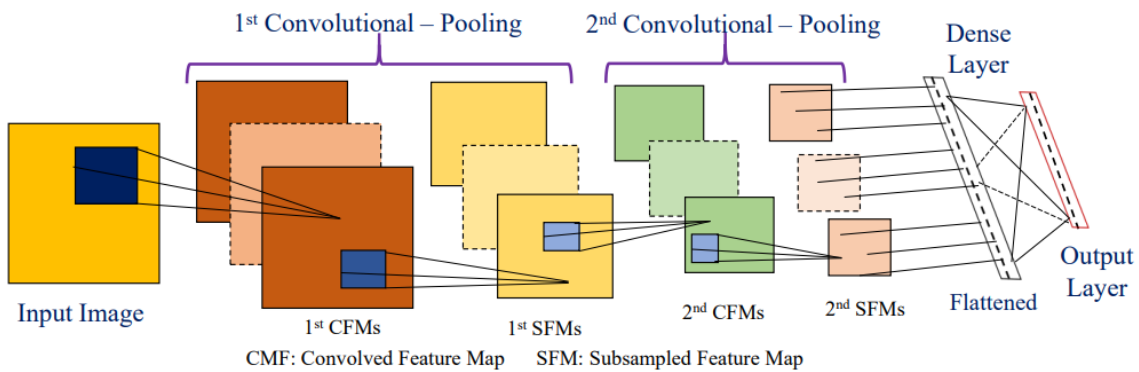 1st Convolutional – Pooling
2nd Convolutional – Pooling
Dense
Layer
Input Image
1st CFMs
1st SFMs
2nd CFMs
2nd SFMs
Flattened
Output
Layer
CMF: Convolved Feature Map
SFM: Subsampled Feature Map